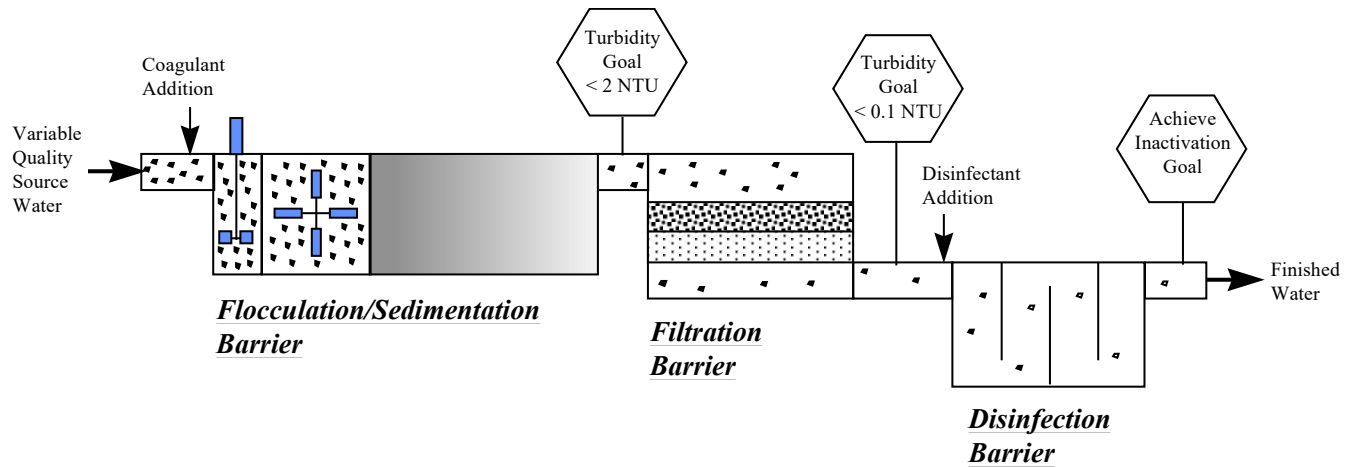 Coagulant
Addition
Variable
Quality
Source
Water
Turbidity
Goal
< 2 NTU
Turbidity
Goal
< 0.1 NTU
Disinfectant
Addition
Achieve
Inactivation
Goal
Finished
Water
Flocculation/Sedimentation
Barrier
Filtration
Barrier
Disinfection
Barrier